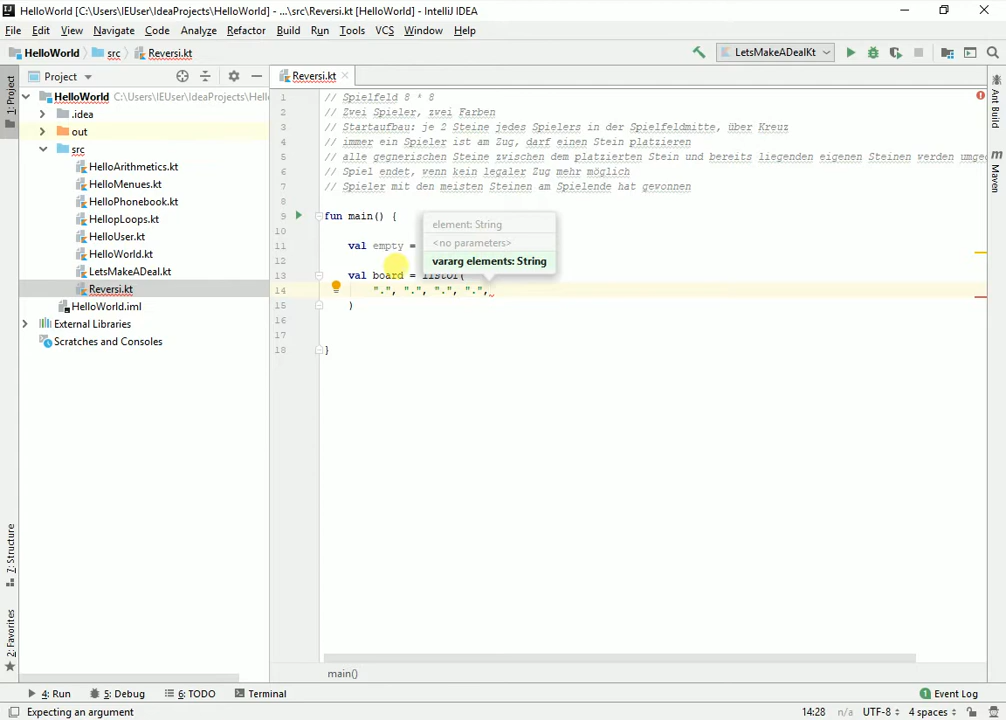 HelloWorld [C:\Users\IEUser\IdeaProjects\HelloWorld] - ...\src\Reversi.kt [HelloWorld] - IntelliJ IDEA
File Edit View Navigate Code Analyze Refactor Build Run Tools VCS Window Help
HelloWorld src Reversi.kt LetsMakeADealKt
1: Project
Z: Structure
2: Favorites
Project
HelloWorld C:\Users\IEUser\IdeaProjects\Hell
.idea
out
src
HelloArithmetics.kt
HelloMenues.kt
HelloPhonebook.kt
HellopLoops.kt
HelloUser.kt
HelloWorld.kt
LetsMakeADeal.kt
Reversi.kt
HelloWorld.iml
External Libraries
Scratches and Consoles
Reversi.kt
1 // Spielfeld 8 * 8
2 // Zwei Spieler, zwei Farben
3 // Startaufbau: je 2 Steine jedes Spielers in der Spielfeldmitte, über Kreuz
4 // immer ein Spieler ist am Zug, darf einen Stein platzieren
5 // alle gegnerischen Steine zwischen dem platzierten Stein und bereits liegenden eigenen Steinen werden umge
6 // Spiel endet, wenn kein legaler Zug mehr möglich
7 // Spieler mit den meisten Steinen am Spielende hat gewonnen
8
9 fun main() {
10
11 val empty =
12
13 val board = listOf(
14 ".", ".", ".", ".",
15 )
16
17
18 }
element: String
<no parameters>
vararg elements: String
Ant Build
Maven
main()
4: Run 5: Debug 6: TODO Terminal 1 Event Log
Expecting an argument 14:28 n/a UTF-8 4 spaces